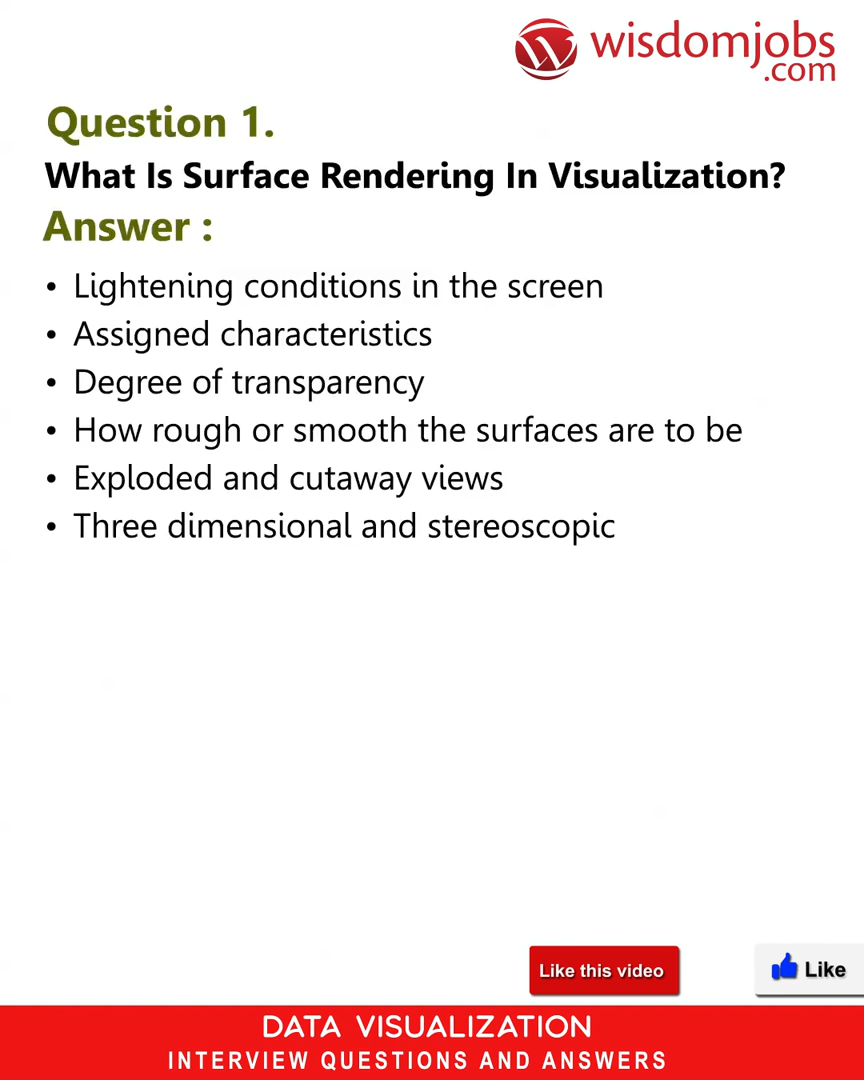 wisdomjobs
.com
Question 1.
What Is Surface Rendering In Visualization?
Answer :
• Lightening conditions in the screen
• Assigned characteristics
• Degree of transparency
• How rough or smooth the surfaces are to be
• Exploded and cutaway views
• Three dimensional and stereoscopic
Like this video
Like
DATA VISUALIZATION
INTERVIEW QUESTIONS AND ANSWERS